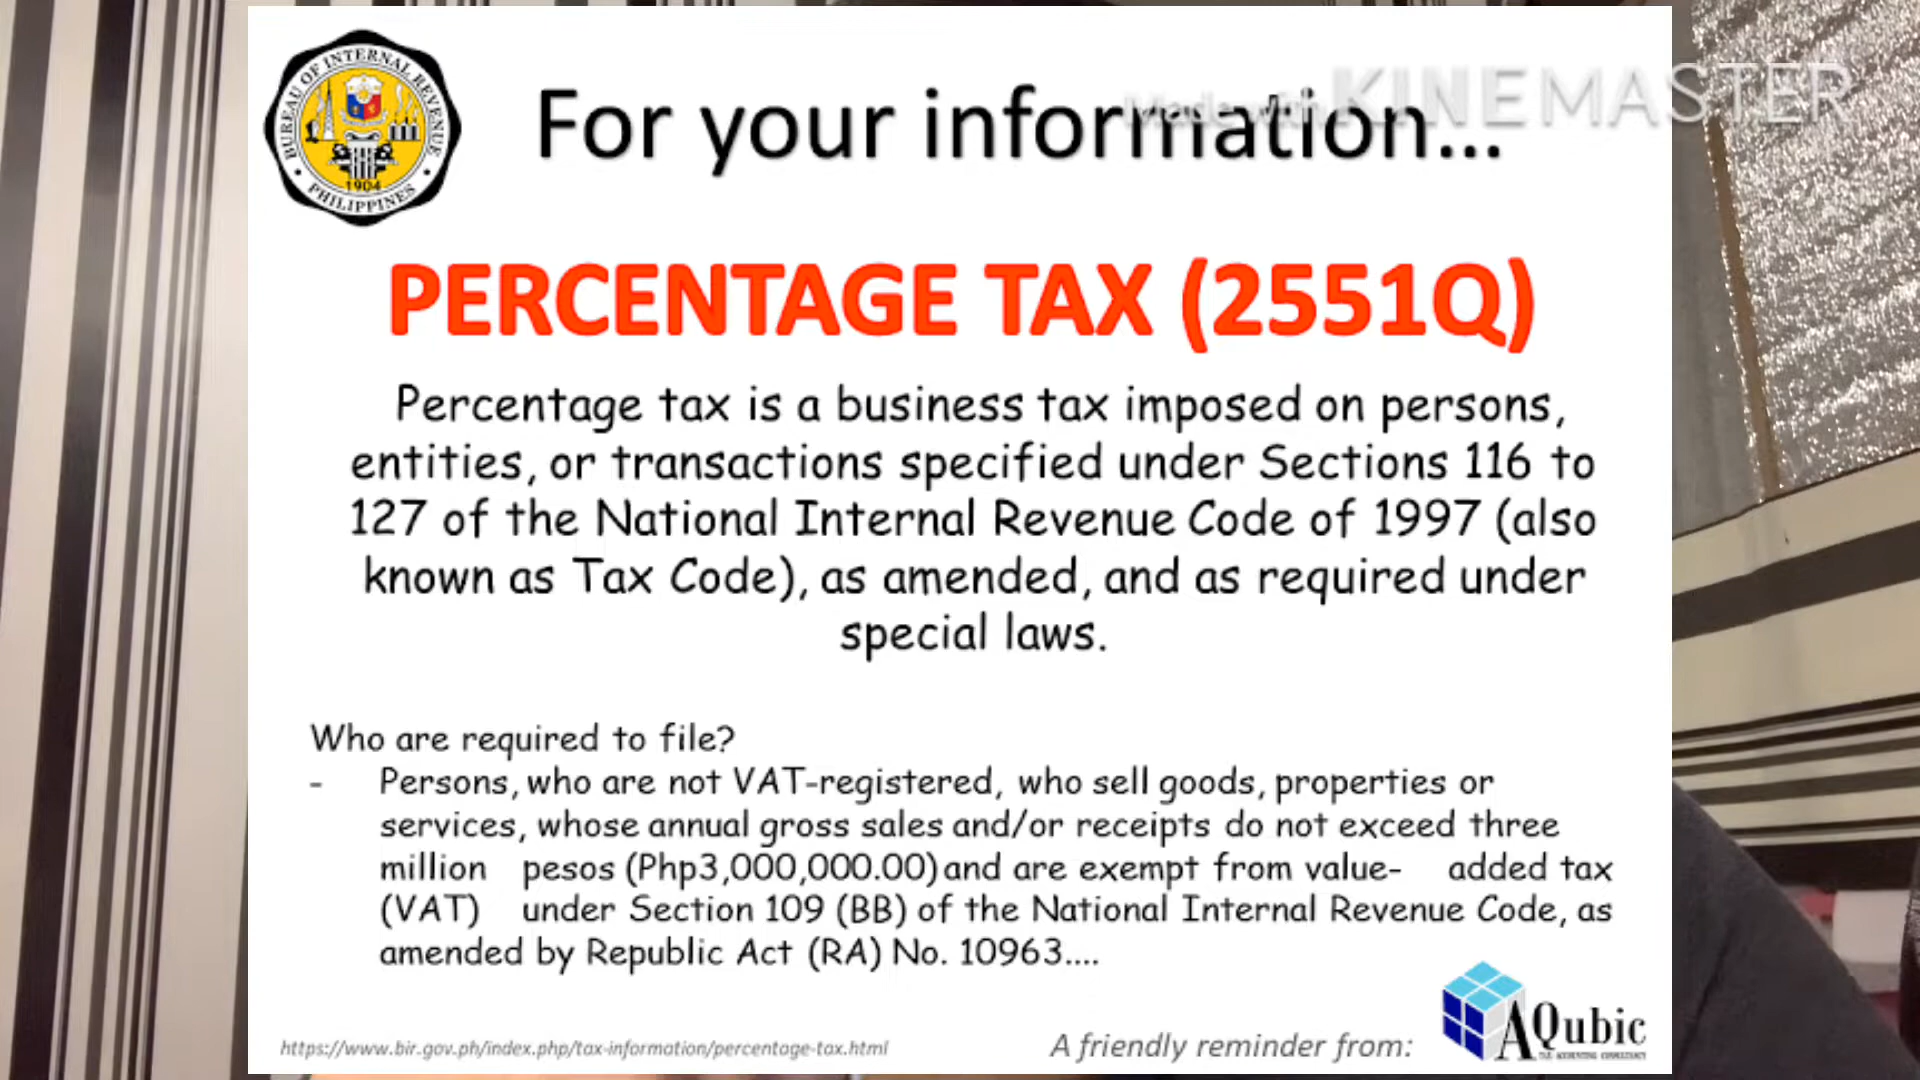 BUREAU OF INTERNAL REVENUE
1904
PHILIPPINES
Made with KINEMASTER
For your information...
PERCENTAGE TAX (2551Q)
Percentage tax is a business tax imposed on persons,
entities, or transactions specified under Sections 116 to
127 of the National Internal Revenue Code of 1997 (also
known as Tax Code), as amended, and as required under
special laws.
Who are required to file?
- Persons, who are not VAT-registered, who sell goods, properties or
services, whose annual gross sales and/or receipts do not exceed three
million pesos (Php3,000,000.00) and are exempt from value- added tax
(VAT) under Section 109 (BB) of the National Internal Revenue Code, as
amended by Republic Act (RA) No. 10963....
https://www.bir.gov.ph/index.php/tax-information/percentage-tax.html
A friendly reminder from:
AQubic
TAX ACCOUNTING CONSULTANCY